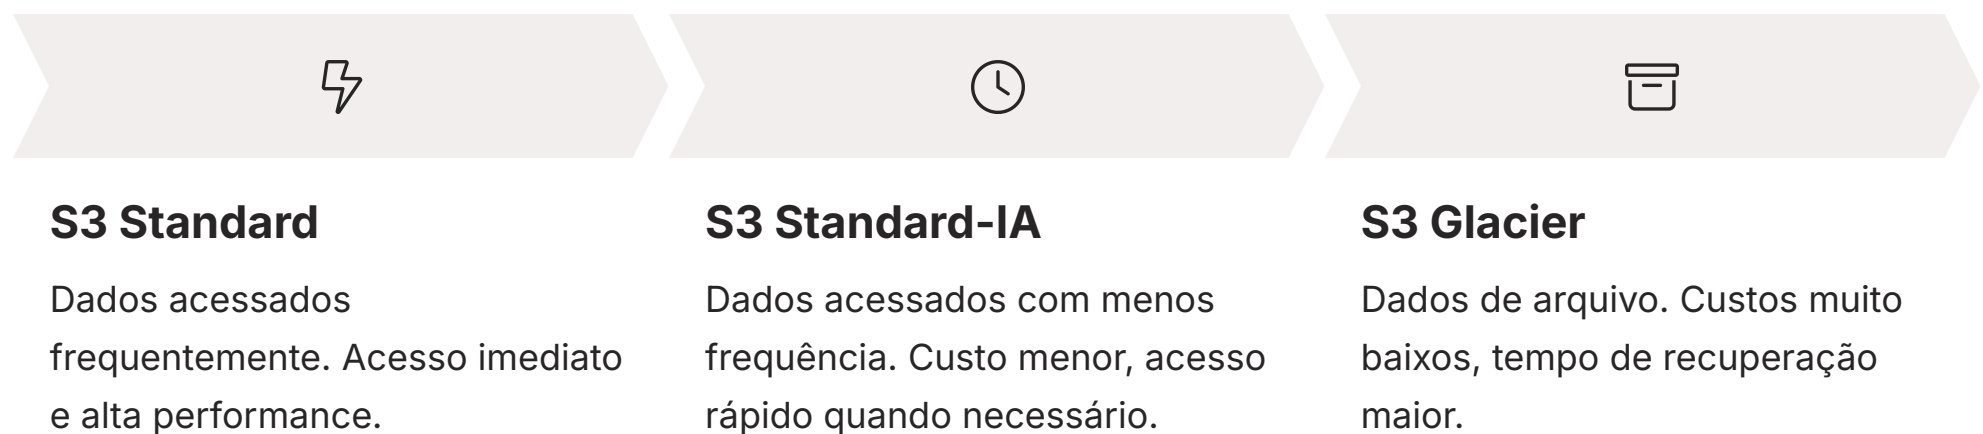 S3 Standard
Dados acessados
frequentemente. Acesso imediato
e alta performance.
S3 Standard-IA
Dados acessados com menos
frequência. Custo menor, acesso
rápido quando necessário.
S3 Glacier
Dados de arquivo. Custos muito
baixos, tempo de recuperação
maior.